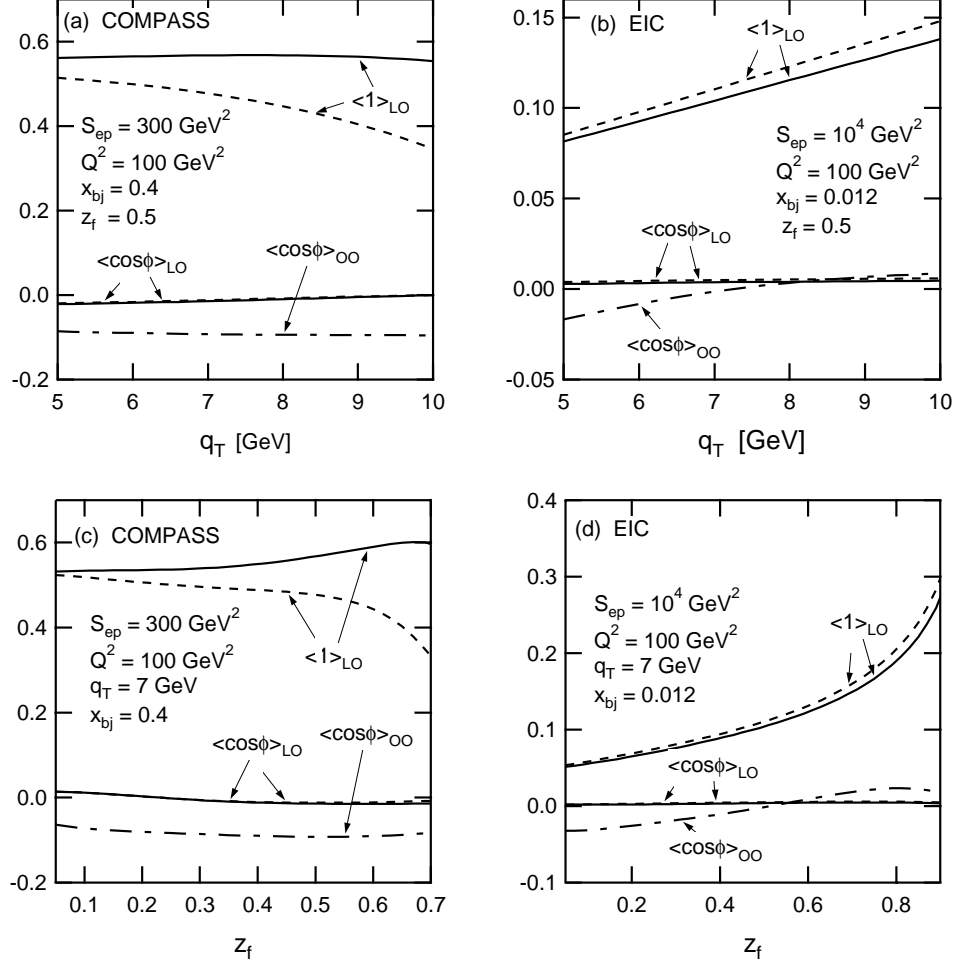 (a) COMPASS
0.6
0.4
0.2
0.0
-0.2
<1>LO
S_ep = 300 GeV^2
Q^2 = 100 GeV^2
x_bj = 0.4
z_f = 0.5
<cosϕ>OO
<cosϕ>LO
5 6 7 8 9 10
q_T [GeV]
(b) EIC
0.15
0.10
0.05
0.00
-0.05
<1>LO
S_ep = 10^4 GeV^2
Q^2 = 100 GeV^2
x_bj = 0.012
z_f = 0.5
<cosϕ>LO
<cosϕ>OO
5 6 7 8 9 10
q_T [GeV]
(c) COMPASS
0.6
0.4
0.2
0.0
-0.2
S_ep = 300 GeV^2
Q^2 = 100 GeV^2
q_T = 7 GeV
x_bj = 0.4
<1>LO
<cosϕ>LO
<cosϕ>OO
0.1 0.2 0.3 0.4 0.5 0.6 0.7
z_f
(d) EIC
0.4
0.3
0.2
0.1
0.0
-0.1
S_ep = 10^4 GeV^2
Q^2 = 100 GeV^2
q_T = 7 GeV
x_bj = 0.012
<1>LO
<cosϕ>LO
<cosϕ>OO
0.2 0.4 0.6 0.8
z_f